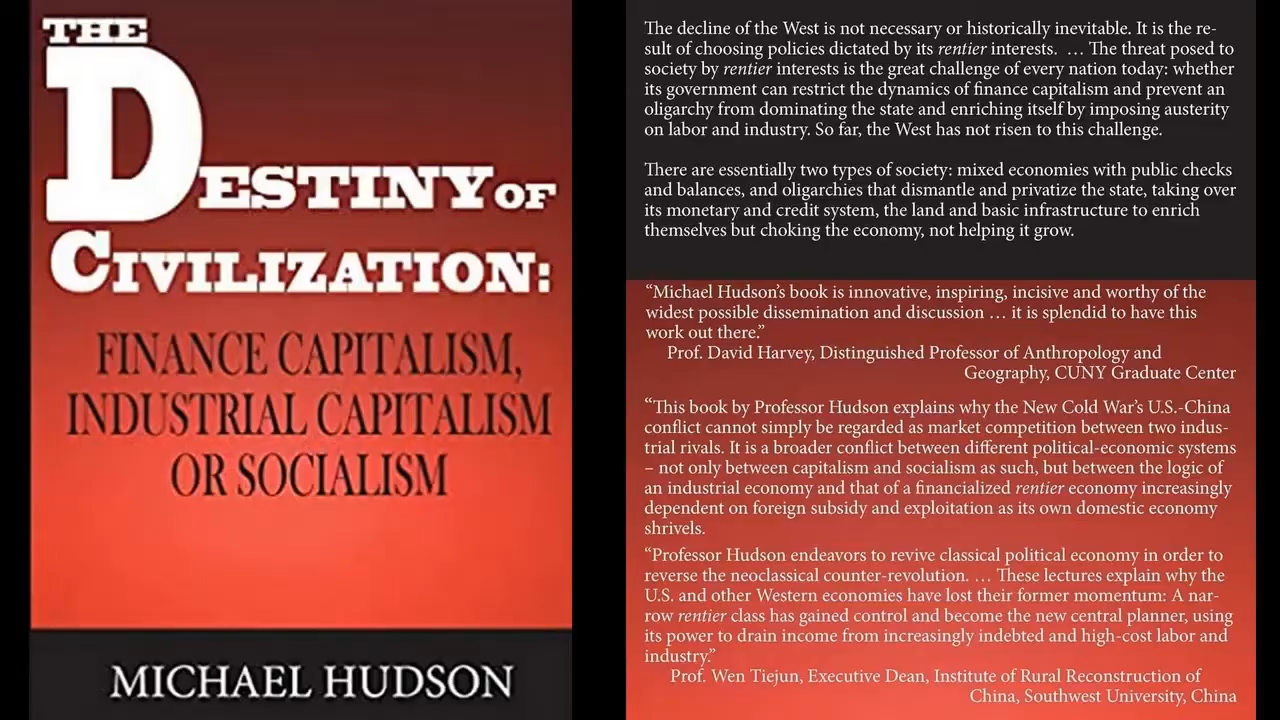 THE
DESTINY OF
CIVILIZATION:
FINANCE CAPITALISM,
INDUSTRIAL CAPITALISM
OR SOCIALISM
MICHAEL HUDSON
The decline of the West is not necessary or historically inevitable. It is the re-
sult of choosing policies dictated by its rentier interests. … The threat posed to
society by rentier interests is the great challenge of every nation today: whether
its government can restrict the dynamics of finance capitalism and prevent an
oligarchy from dominating the state and enriching itself by imposing austerity
on labor and industry. So far, the West has not risen to this challenge.
There are essentially two types of society: mixed economies with public checks
and balances, and oligarchies that dismantle and privatize the state, taking over
its monetary and credit system, the land and basic infrastructure to enrich
themselves but choking the economy, not helping it grow.
“Michael Hudson’s book is innovative, inspiring, incisive and worthy of the
widest possible dissemination and discussion … it is splendid to have this
work out there.”
Prof. David Harvey, Distinguished Professor of Anthropology and
Geography, CUNY Graduate Center
“This book by Professor Hudson explains why the New Cold War’s U.S.-China
conflict cannot simply be regarded as market competition between two indus-
trial rivals. It is a broader conflict between different political-economic systems
– not only between capitalism and socialism as such, but between the logic of
an industrial economy and that of a financialized rentier economy increasingly
dependent on foreign subsidy and exploitation as its own domestic economy
shrivels.
“Professor Hudson endeavors to revive classical political economy in order to
reverse the neoclassical counter-revolution. … These lectures explain why the
U.S. and other Western economies have lost their former momentum: A nar-
row rentier class has gained control and become the new central planner, using
its power to drain income from increasingly indebted and high-cost labor and
industry.”
Prof. Wen Tiejun, Executive Dean, Institute of Rural Reconstruction of
China, Southwest University, China